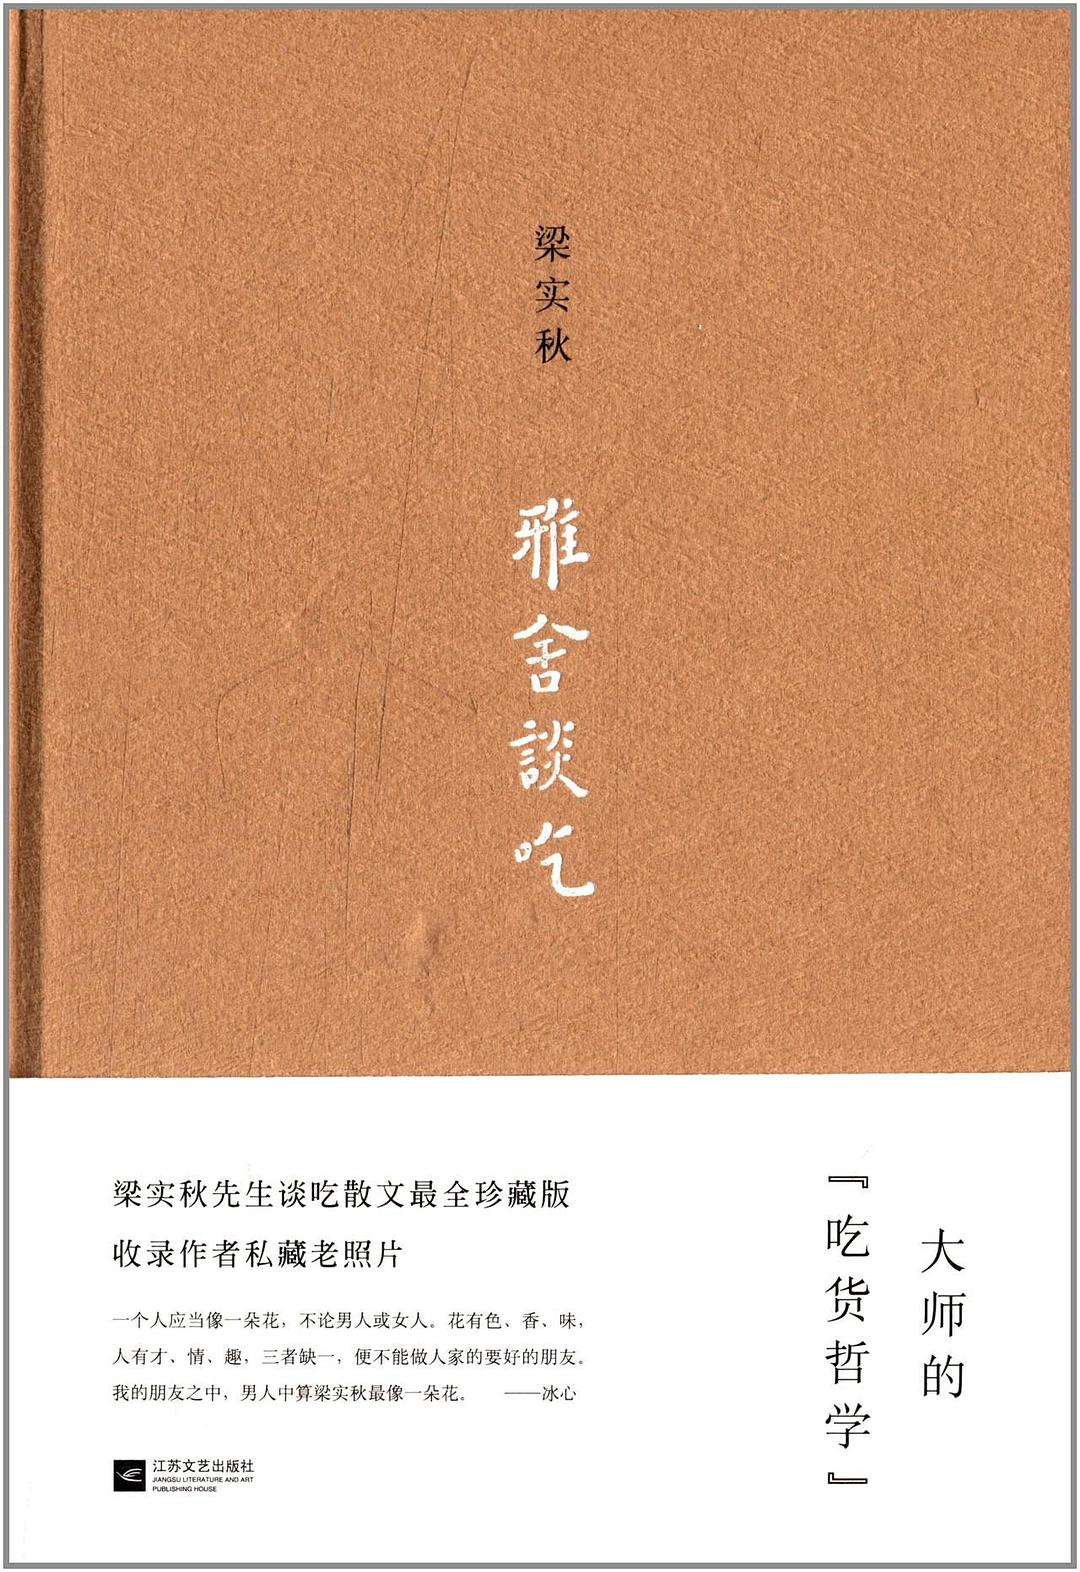 梁实秋
雅舍談吃
梁实秋先生谈吃散文最全珍藏版
收录作者私藏老照片
一个人应当像一朵花，不论男人或女人。花有色、香、味，
人有才、情、趣，三者缺一，便不能做人家的要好的朋友。
我的朋友之中，男人中算梁实秋最像一朵花。 ——冰心
大师的
『吃货哲学』
江苏文艺出版社
JIANGSU LITERATURE AND ART
PUBLISHING HOUSE